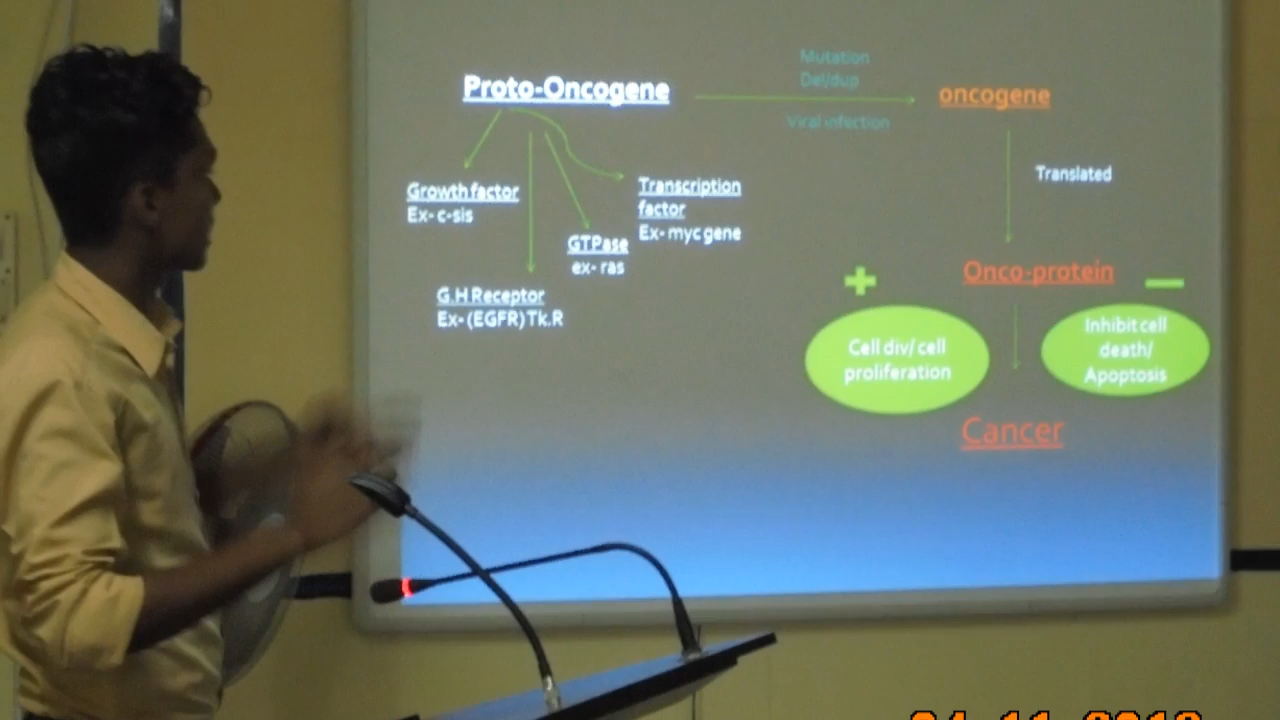 Proto-Oncogene
Mutation
Del/dup
Viral infection
oncogene
Growth factor
Ex- c-sis
Transcription
factor
Ex- myc gene
GTPase
ex- ras
G.H.Receptor
Ex- (EGFR) Tk.R
Translated
Onco-protein
+
−
Cell div/ cell
proliferation
Inhibit cell
death/
Apoptosis
Cancer